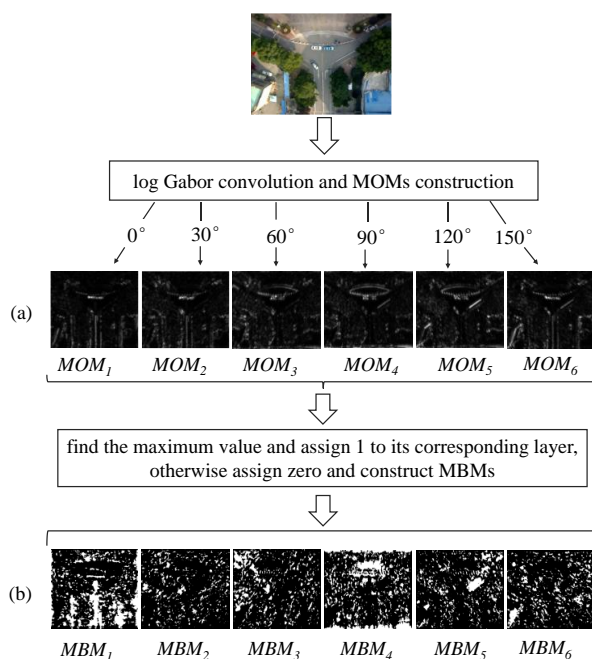 log Gabor convolution and MOMs construction
0° 30° 60° 90° 120° 150°
(a)
MOM₁ MOM₂ MOM₃ MOM₄ MOM₅ MOM₆
find the maximum value and assign 1 to its corresponding layer,
otherwise assign zero and construct MBMs
(b)
MBM₁ MBM₂ MBM₃ MBM₄ MBM₅ MBM₆